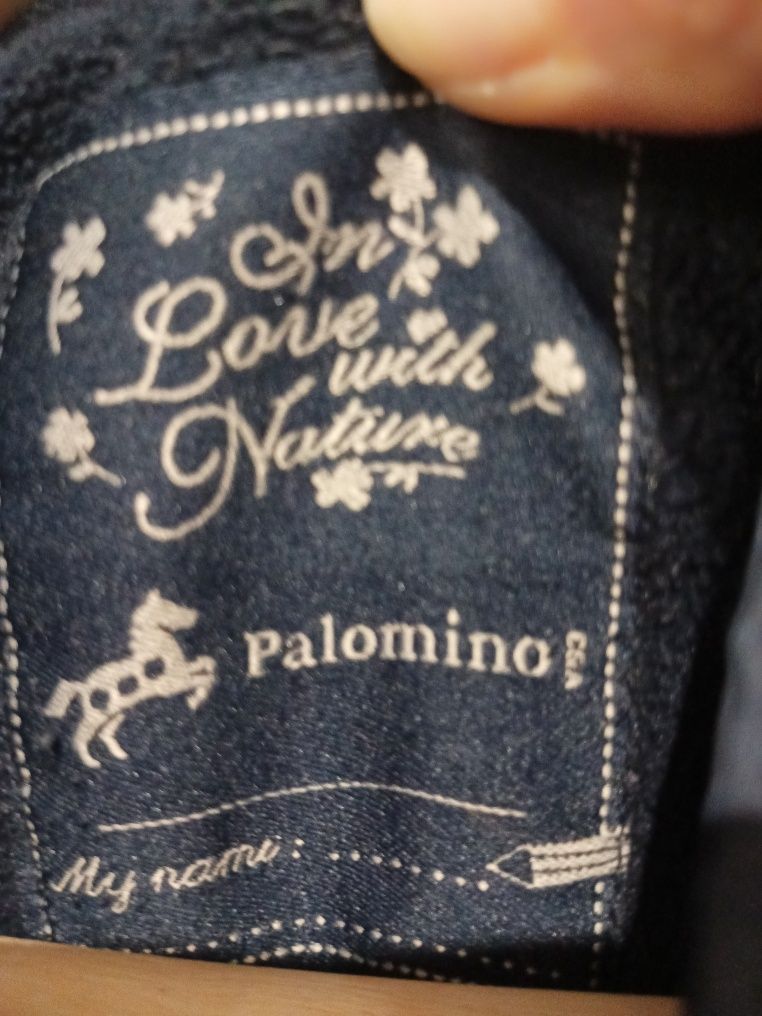 In
Love
with
Nature
Palomino C&A
My name: ..........